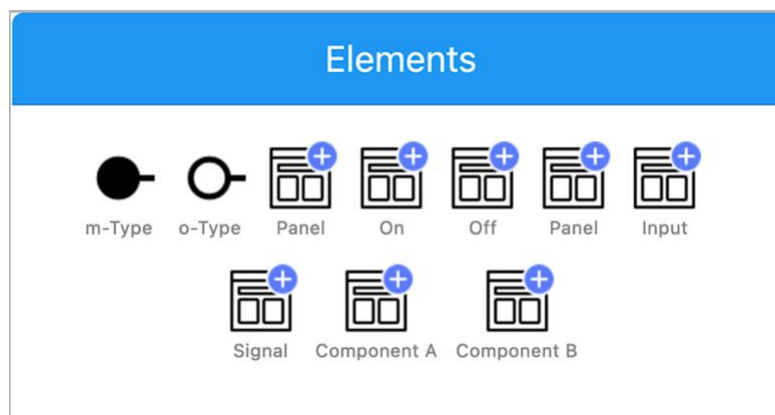 Elements
m-Type o-Type Panel On Off Panel Input
Signal Component A Component B